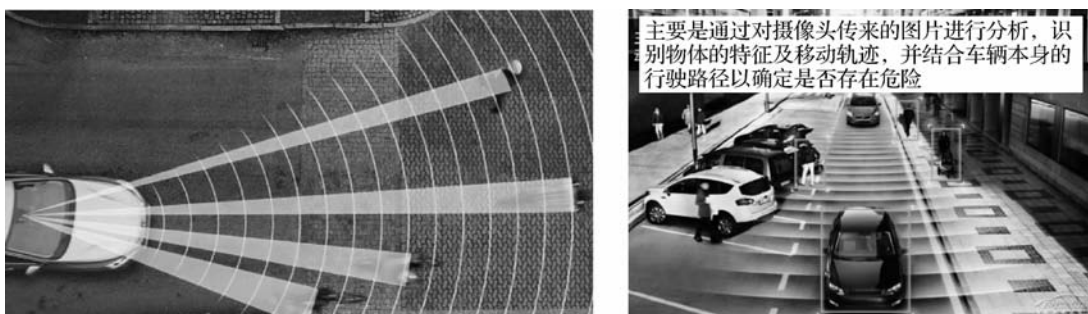 主要是通过对摄像头传来的图片进行分析，识
别物体的特征及移动轨迹，并结合车辆本身的
行驶路径以确定是否存在危险